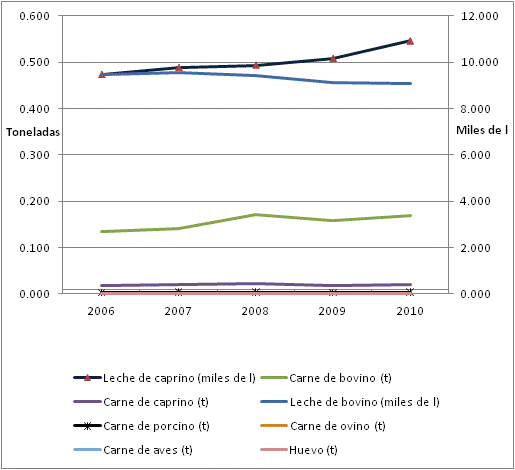 0.600 12.000
0.500 10.000
0.400 8.000
Toneladas Miles de l
0.300 6.000
0.200 4.000
0.100 2.000
0.000 0.000
2006 2007 2008 2009 2010
Leche de caprino (miles de l) Carne de bovino (t)
Carne de caprino (t) Leche de bovino (miles de l)
Carne de porcino (t) Carne de ovino (t)
Carne de aves (t) Huevo (t)